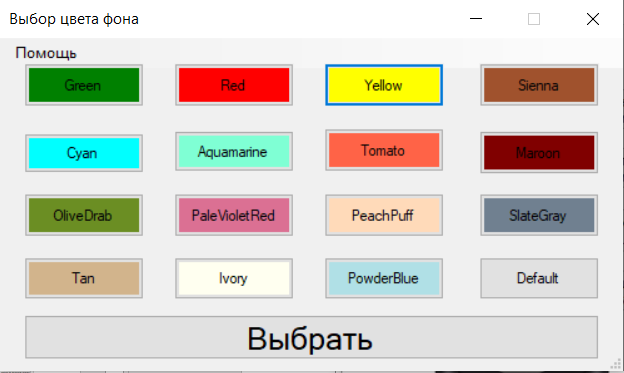 Выбор цвета фона
Помощь
Green Red Yellow Sienna
Cyan Aquamarine Tomato Maroon
OliveDrab PaleVioletRed PeachPuff SlateGray
Tan Ivory PowderBlue Default
Выбрать